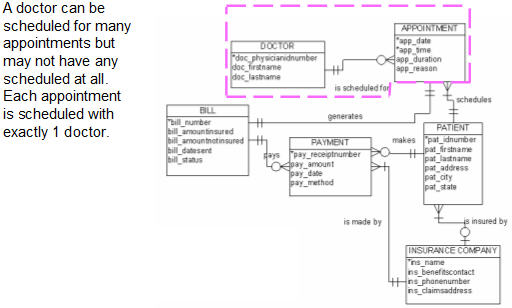 A doctor can be
scheduled for many
appointments but
may not have any
scheduled at all.
Each appointment
is scheduled with
exactly 1 doctor.
APPOINTMENT
*app_date
*app_time
app_duration
app_reason
DOCTOR
*doc_physicianidnumber
doc_firstname
doc_lastname
is scheduled for
generates
schedules
BILL
*bill_number
bill_amountinsured
bill_amountnotinsured
bill_datesent
bill_status
pays
PAYMENT
*pay_receiptnumber
pay_amount
pay_date
pay_method
makes
PATIENT
*pat_idnumber
pat_firstname
pat_lastname
pat_address
pat_city
pat_state
is made by
is insured by
INSURANCE COMPANY
*ins_name
ins_benefitscontact
ins_phonenumber
ins_claimsaddress